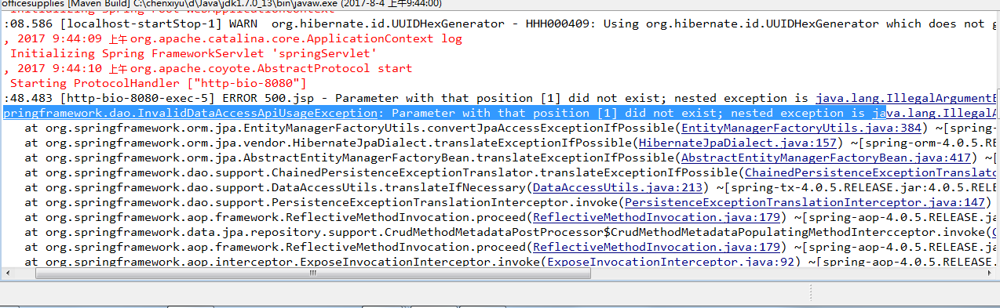 officesupplies [Maven Build] C:\chenxiyu\d\Java\jdk1.7.0_13\bin\javaw.exe (2017-8-4 上午9:44:00)
Initializing Spring root WebApplicationContext
:08.586 [localhost-startStop-1] WARN  org.hibernate.id.UUIDHexGenerator - HHH000409: Using org.hibernate.id.UUIDHexGenerator which does not g
, 2017 9:44:09 上午 org.apache.catalina.core.ApplicationContext log
 Initializing Spring FrameworkServlet 'springServlet'
, 2017 9:44:10 上午 org.apache.coyote.AbstractProtocol start
 Starting ProtocolHandler ["http-bio-8080"]
:48.483 [http-bio-8080-exec-5] ERROR 500.jsp - Parameter with that position [1] did not exist; nested exception is java.lang.IllegalArgumentE
pringframework.dao.InvalidDataAccessApiUsageException: Parameter with that position [1] did not exist; nested exception is java.lang.IllegalA
at org.springframework.orm.jpa.EntityManagerFactoryUtils.convertJpaAccessExceptionIfPossible(EntityManagerFactoryUtils.java:384) ~[spring-
at org.springframework.orm.jpa.vendor.HibernateJpaDialect.translateExceptionIfPossible(HibernateJpaDialect.java:157) ~[spring-orm-4.0.5.RE
at org.springframework.orm.jpa.AbstractEntityManagerFactoryBean.translateExceptionIfPossible(AbstractEntityManagerFactoryBean.java:417) ~[
at org.springframework.dao.support.ChainedPersistenceExceptionTranslator.translateExceptionIfPossible(ChainedPersistenceExceptionTranslato
at org.springframework.dao.support.DataAccessUtils.translateIfNecessary(DataAccessUtils.java:213) ~[spring-tx-4.0.5.RELEASE.jar:4.0.5.RELE
at org.springframework.dao.support.PersistenceExceptionTranslationInterceptor.invoke(PersistenceExceptionTranslationInterceptor.java:147)
at org.springframework.aop.framework.ReflectiveMethodInvocation.proceed(ReflectiveMethodInvocation.java:179) ~[spring-aop-4.0.5.RELEASE.ja
at org.springframework.data.jpa.repository.support.CrudMethodMetadataPostProcessor$CrudMethodMetadataPopulatingMethodIntercceptor.invoke(C
at org.springframework.aop.framework.ReflectiveMethodInvocation.proceed(ReflectiveMethodInvocation.java:179) ~[spring-aop-4.0.5.RELEASE.ja
at org.springframework.aop.interceptor.ExposeInvocationInterceptor.invoke(ExposeInvocationInterceptor.java:92) ~[spring-aop-4.0.5.RELEASE.